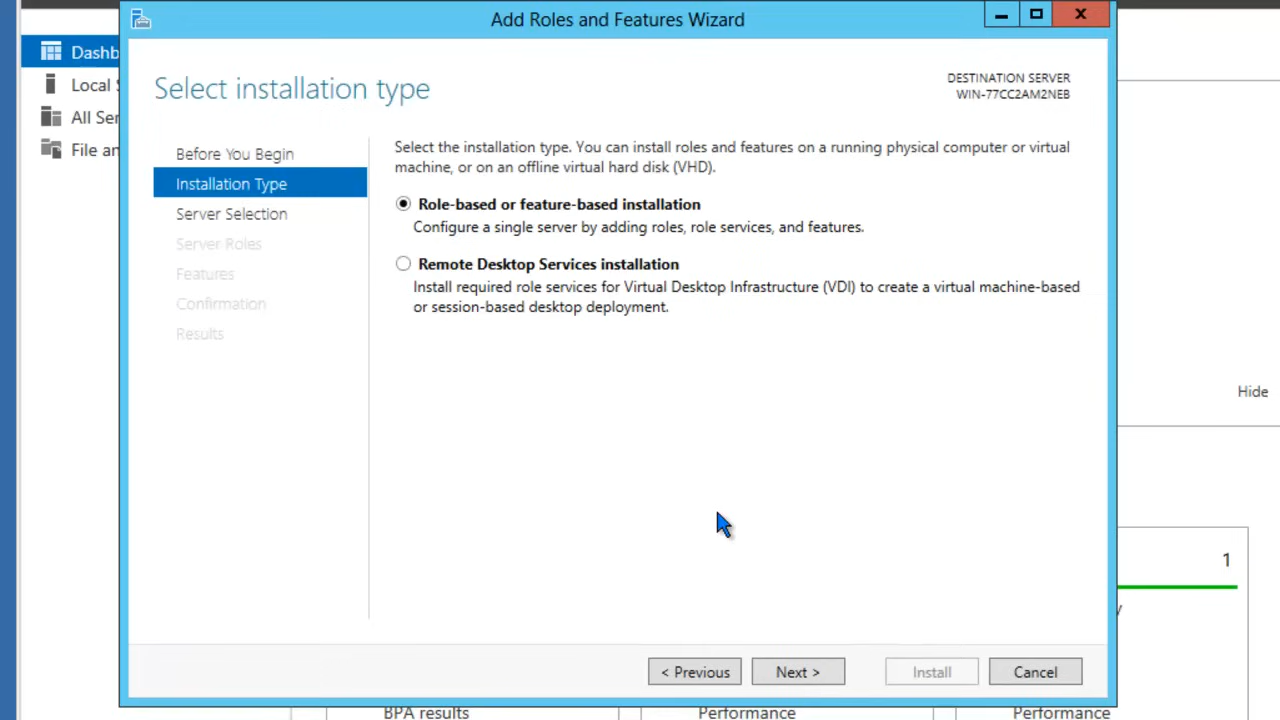 Add Roles and Features Wizard
Dashb
Local S
All Ser
File an
Select installation type
DESTINATION SERVER
WIN-77CC2AM2NEB
Before You Begin
Installation Type
Server Selection
Server Roles
Features
Confirmation
Results
Select the installation type. You can install roles and features on a running physical computer or virtual
machine, or on an offline virtual hard disk (VHD).
Role-based or feature-based installation
Configure a single server by adding roles, role services, and features.
Remote Desktop Services installation
Install required role services for Virtual Desktop Infrastructure (VDI) to create a virtual machine-based
or session-based desktop deployment.
Hide
1
y
< Previous
Next >
Install
Cancel
BPA results
Performance
Performance